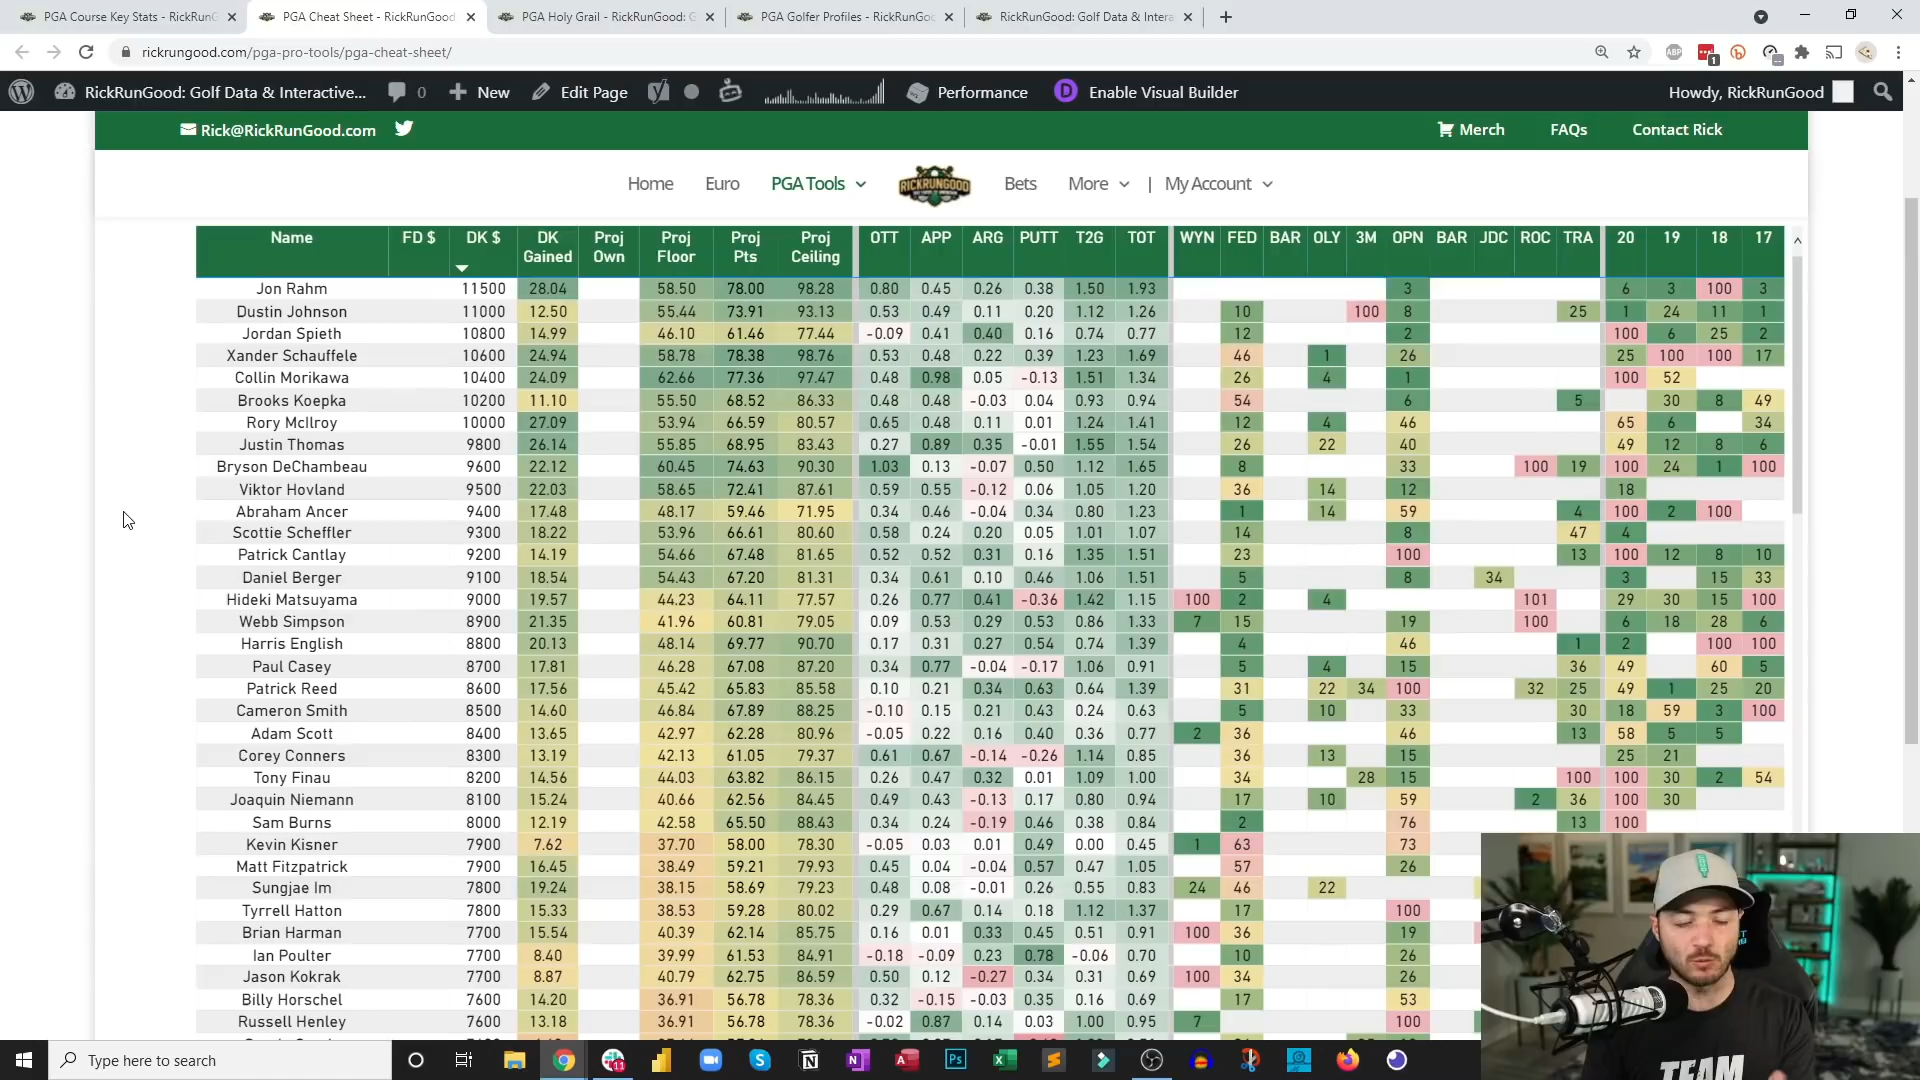 PGA Course Key Stats - RickRunG
PGA Cheat Sheet - RickRunGood
PGA Holy Grail - RickRunGood: G
PGA Golfer Profiles - RickRunGoo
RickRunGood: Golf Data & Intera
rickrungood.com/pga-pro-tools/pga-cheat-sheet/
RickRunGood: Golf Data & Interactive... 0 New Edit Page Performance Enable Visual Builder Howdy, RickRunGood
Rick@RickRunGood.com Merch FAQs Contact Rick
Home Euro PGA Tools RICKRUNGOOD Bets More | My Account
Name FD $ DK $ DK Gained Proj Own Proj Floor Proj Pts Proj Ceiling OTT APP ARG PUTT T2G TOT WYN FED BAR OLY 3M OPN BAR JDC ROC TRA 20 19 18 17
Jon Rahm 11500 28.04 58.50 78.00 98.28 0.80 0.45 0.26 0.38 1.50 1.93 3 6 3 100 3
Dustin Johnson 11000 12.50 55.44 73.91 93.13 0.53 0.49 0.11 0.20 1.12 1.26 10 100 8 25 1 24 11 1
Jordan Spieth 10800 14.99 46.10 61.46 77.44 -0.09 0.41 0.40 0.16 0.74 0.77 12 2 100 6 25 2
Xander Schauffele 10600 24.94 58.78 78.38 98.76 0.53 0.48 0.22 0.39 1.23 1.69 46 1 26 25 100 100 17
Collin Morikawa 10400 24.09 62.66 77.36 97.47 0.48 0.98 0.05 -0.13 1.51 1.34 26 4 1 100 52
Brooks Koepka 10200 11.10 55.50 68.52 86.33 0.48 0.48 -0.03 0.04 0.93 0.94 54 6 5 30 8 49
Rory McIlroy 10000 27.09 53.94 66.59 80.57 0.65 0.48 0.11 0.01 1.24 1.41 12 4 46 65 6 34
Justin Thomas 9800 26.14 55.85 68.95 83.43 0.27 0.89 0.35 -0.01 1.55 1.54 26 22 40 49 12 8 6
Bryson DeChambeau 9600 22.12 60.45 74.63 90.30 1.03 0.13 -0.07 0.50 1.12 1.65 8 33 100 19 100 24 1 100
Viktor Hovland 9500 22.03 58.65 72.41 87.61 0.59 0.55 -0.12 0.06 1.05 1.20 36 14 12 18
Abraham Ancer 9400 17.48 48.17 59.46 71.95 0.34 0.46 -0.04 0.34 0.80 1.23 1 14 59 4 100 2 100
Scottie Scheffler 9300 18.22 53.96 66.61 80.60 0.58 0.24 0.20 0.05 1.01 1.07 14 8 47 4
Patrick Cantlay 9200 14.19 54.66 67.48 81.65 0.52 0.52 0.31 0.16 1.35 1.51 23 100 13 100 12 8 10
Daniel Berger 9100 18.54 54.43 67.20 81.31 0.34 0.61 0.10 0.46 1.06 1.51 5 8 34 3 15 33
Hideki Matsuyama 9000 19.57 44.23 64.11 77.57 0.26 0.77 0.41 -0.36 1.42 1.15 100 2 4 101 29 30 15 100
Webb Simpson 8900 21.35 41.96 60.81 79.05 0.09 0.53 0.29 0.53 0.86 1.33 7 15 19 100 6 18 28 6
Harris English 8800 20.13 48.14 69.77 90.70 0.17 0.31 0.27 0.54 0.74 1.39 4 46 1 2 100 100
Paul Casey 8700 17.81 46.28 67.08 87.20 0.34 0.77 -0.04 -0.17 1.06 0.91 5 4 15 36 49 60 5
Patrick Reed 8600 17.56 45.42 65.83 85.58 0.10 0.21 0.34 0.63 0.64 1.39 31 22 34 100 32 25 49 1 25 20
Cameron Smith 8500 14.60 46.84 67.89 88.25 -0.10 0.15 0.21 0.43 0.24 0.63 5 10 33 30 18 59 3 100
Adam Scott 8400 13.65 42.97 62.28 80.96 -0.05 0.22 0.16 0.40 0.36 0.77 2 36 46 13 58 5 5
Corey Conners 8300 13.19 42.13 61.05 79.37 0.61 0.67 -0.14 -0.26 1.14 0.85 36 13 15 25 21
Tony Finau 8200 14.56 44.03 63.82 86.15 0.26 0.47 0.32 0.01 1.09 1.00 34 28 15 100 100 30 2 54
Joaquin Niemann 8100 15.24 40.66 62.56 84.45 0.49 0.43 -0.13 0.17 0.80 0.94 17 10 59 2 36 100 30
Sam Burns 8000 12.19 42.58 65.50 88.43 0.34 0.24 -0.19 0.46 0.38 0.84 2 76 13 100
Kevin Kisner 7900 7.62 37.70 58.00 78.30 -0.05 0.03 0.01 0.49 0.00 0.45 1 63 73
Matt Fitzpatrick 7900 16.45 38.49 59.21 79.93 0.45 0.04 -0.04 0.57 0.47 1.05 57 26
Sungjae Im 7800 19.24 38.15 58.69 79.23 0.48 0.08 -0.01 0.26 0.55 0.83 24 46 22
Tyrrell Hatton 7800 15.33 38.53 59.28 80.02 0.29 0.67 0.14 0.18 1.12 1.37 17 100
Brian Harman 7700 15.54 40.39 62.14 85.75 0.16 0.01 0.33 0.45 0.51 0.91 100 36 19
Ian Poulter 7700 8.40 39.99 61.53 84.91 -0.18 -0.09 0.23 0.78 -0.06 0.70 10 26
Jason Kokrak 7700 8.87 40.79 62.75 86.59 0.50 0.12 -0.27 0.34 0.31 0.69 100 34 26
Billy Horschel 7600 14.20 36.91 56.78 78.36 0.32 -0.15 -0.03 0.35 0.16 0.69 17 53
Russell Henley 7600 13.18 36.91 56.78 78.36 -0.02 0.87 0.14 0.03 1.00 0.95 7 100
TEAM
Type here to search